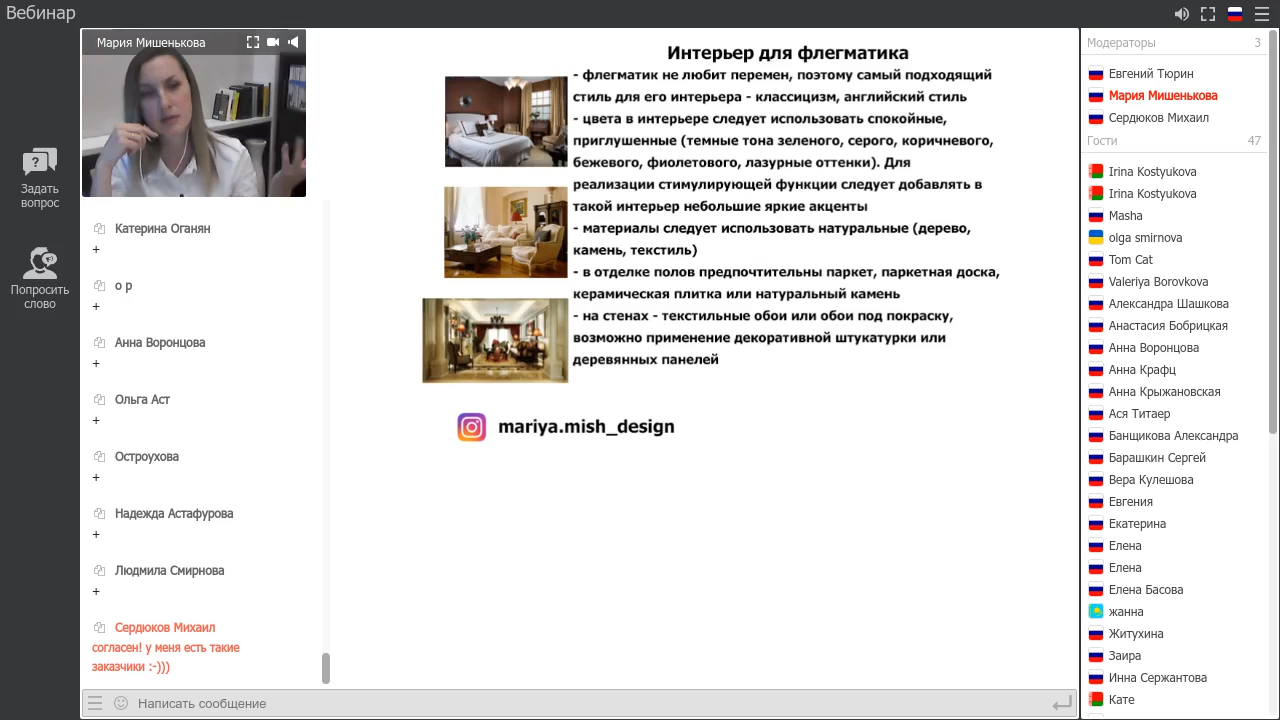 Вебинар
Мария Мишенькова
Задать
вопрос
Попросить
слово
Катерина Оганян
+
о р
+
Анна Воронцова
+
Ольга Аст
+
Остроухова
+
Надежда Астафурова
+
Людмила Смирнова
+
Сердюков Михаил
согласен! у меня есть такие
заказчики :-)))
Написать сообщение
Интерьер для флегматика
- флегматик не любит перемен, поэтому самый подходящий
стиль для его интерьера - классицизм, английский стиль
- цвета в интерьере следует использовать спокойные,
приглушенные (темные тона зеленого, серого, коричневого,
бежевого, фиолетового, лазурные оттенки). Для
реализации стимулирующей функции следует добавлять в
такой интерьер небольшие яркие акценты
- материалы следует использовать натуральные (дерево,
камень, текстиль)
- в отделке полов предпочтительны паркет, паркетная доска,
керамическая плитка или натуральный камень
- на стенах - текстильные обои или обои под покраску,
возможно применение декоративной штукатурки или
деревянных панелей
mariya.mish_design
Модераторы 3
Евгений Тюрин
Мария Мишенькова
Сердюков Михаил
Гости 47
Irina Kostyukova
Irina Kostyukova
Masha
olga smirnova
Tom Cat
Valeriya Borovkova
Александра Шашкова
Анастасия Бобрицкая
Анна Воронцова
Анна Крафц
Анна Крыжановская
Ася Титаер
Банщикова Александра
Барашкин Сергей
Вера Кулешова
Евгения
Екатерина
Елена
Елена
Елена Басова
жанна
Житухина
Заира
Инна Сержантова
Кате